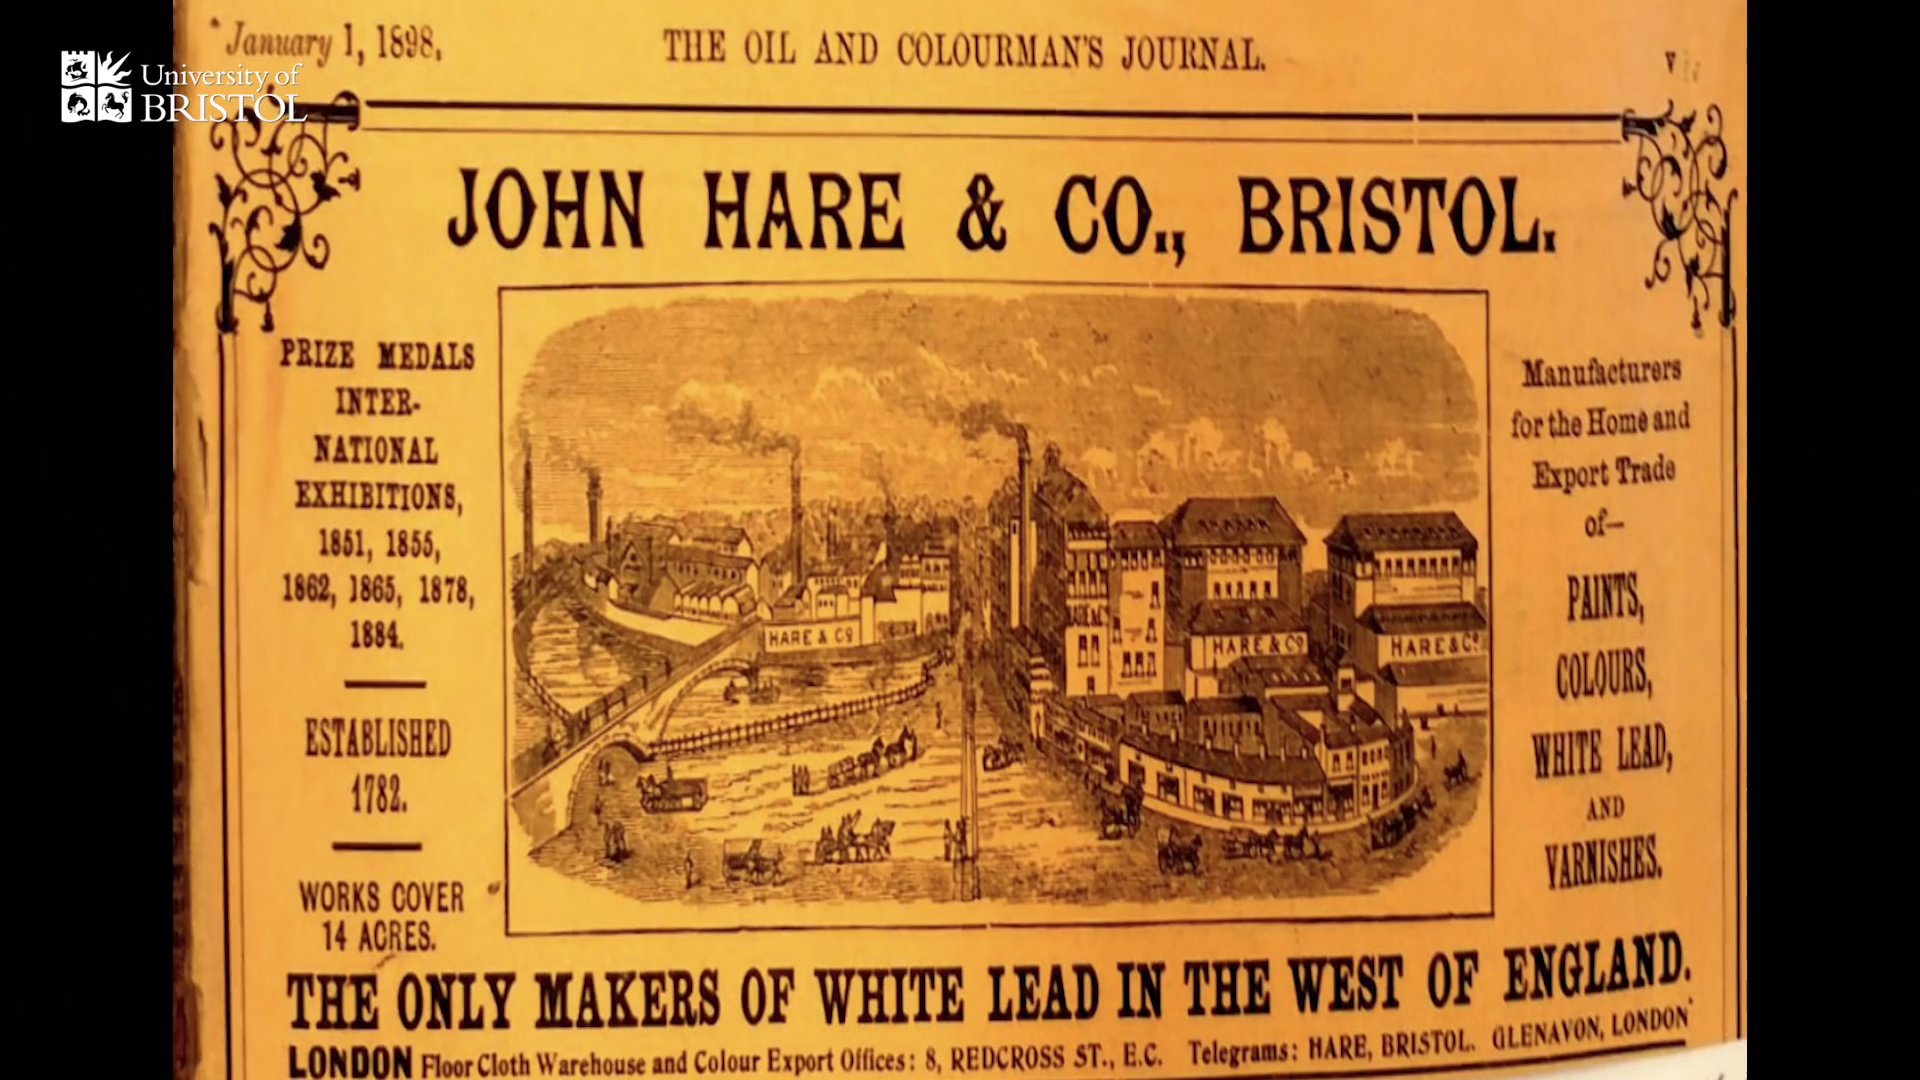 January 1, 1898,
THE OIL AND COLOURMAN'S JOURNAL.
v
University of
BRISTOL
JOHN HARE & CO., BRISTOL.
PRIZE MEDALS
INTER-
NATIONAL
EXHIBITIONS,
1851, 1855,
1862, 1865, 1878,
1884.
ESTABLISHED
1782.
WORKS COVER
14 ACRES.
HARE & CO
HARE & CO
HARE & CO
Manufacturers
for the Home and
Export Trade
of—
PAINTS,
COLOURS,
WHITE LEAD,
AND
VARNISHES.
THE ONLY MAKERS OF WHITE LEAD IN THE WEST OF ENGLAND.
LONDON Floor Cloth Warehouse and Colour Export Offices: 8, REDCROSS ST., E.C. Telegrams: HARE, BRISTOL. GLENAVON, LONDON